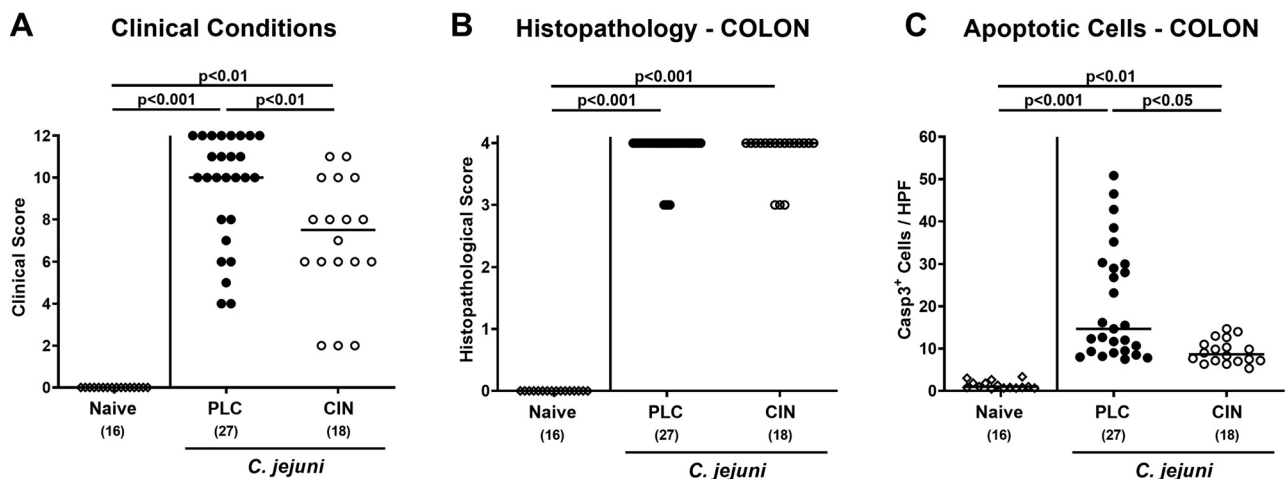 A Clinical Conditions
p<0.01
p<0.001 p<0.01
Clinical Score
12
10
8
6
4
2
0
Naive PLC CIN
(16) (27) (18)
C. jejuni
B Histopathology - COLON
p<0.001
p<0.001
Histopathological Score
4
3
2
1
0
Naive PLC CIN
(16) (27) (18)
C. jejuni
C Apoptotic Cells - COLON
p<0.01
p<0.001 p<0.05
Casp3+ Cells / HPF
60
50
40
30
20
10
0
Naive PLC CIN
(16) (27) (18)
C. jejuni